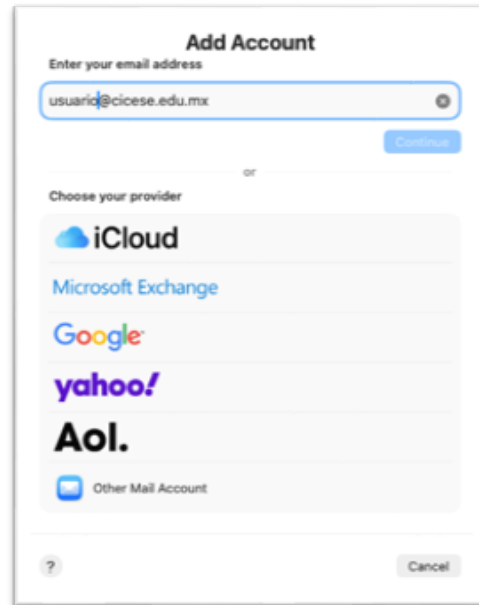 Add Account
Enter your email address
usuario@cicese.edu.mx
Continue
or
Choose your provider
iCloud
Microsoft Exchange
Google
yahoo!
Aol.
Other Mail Account
?
Cancel